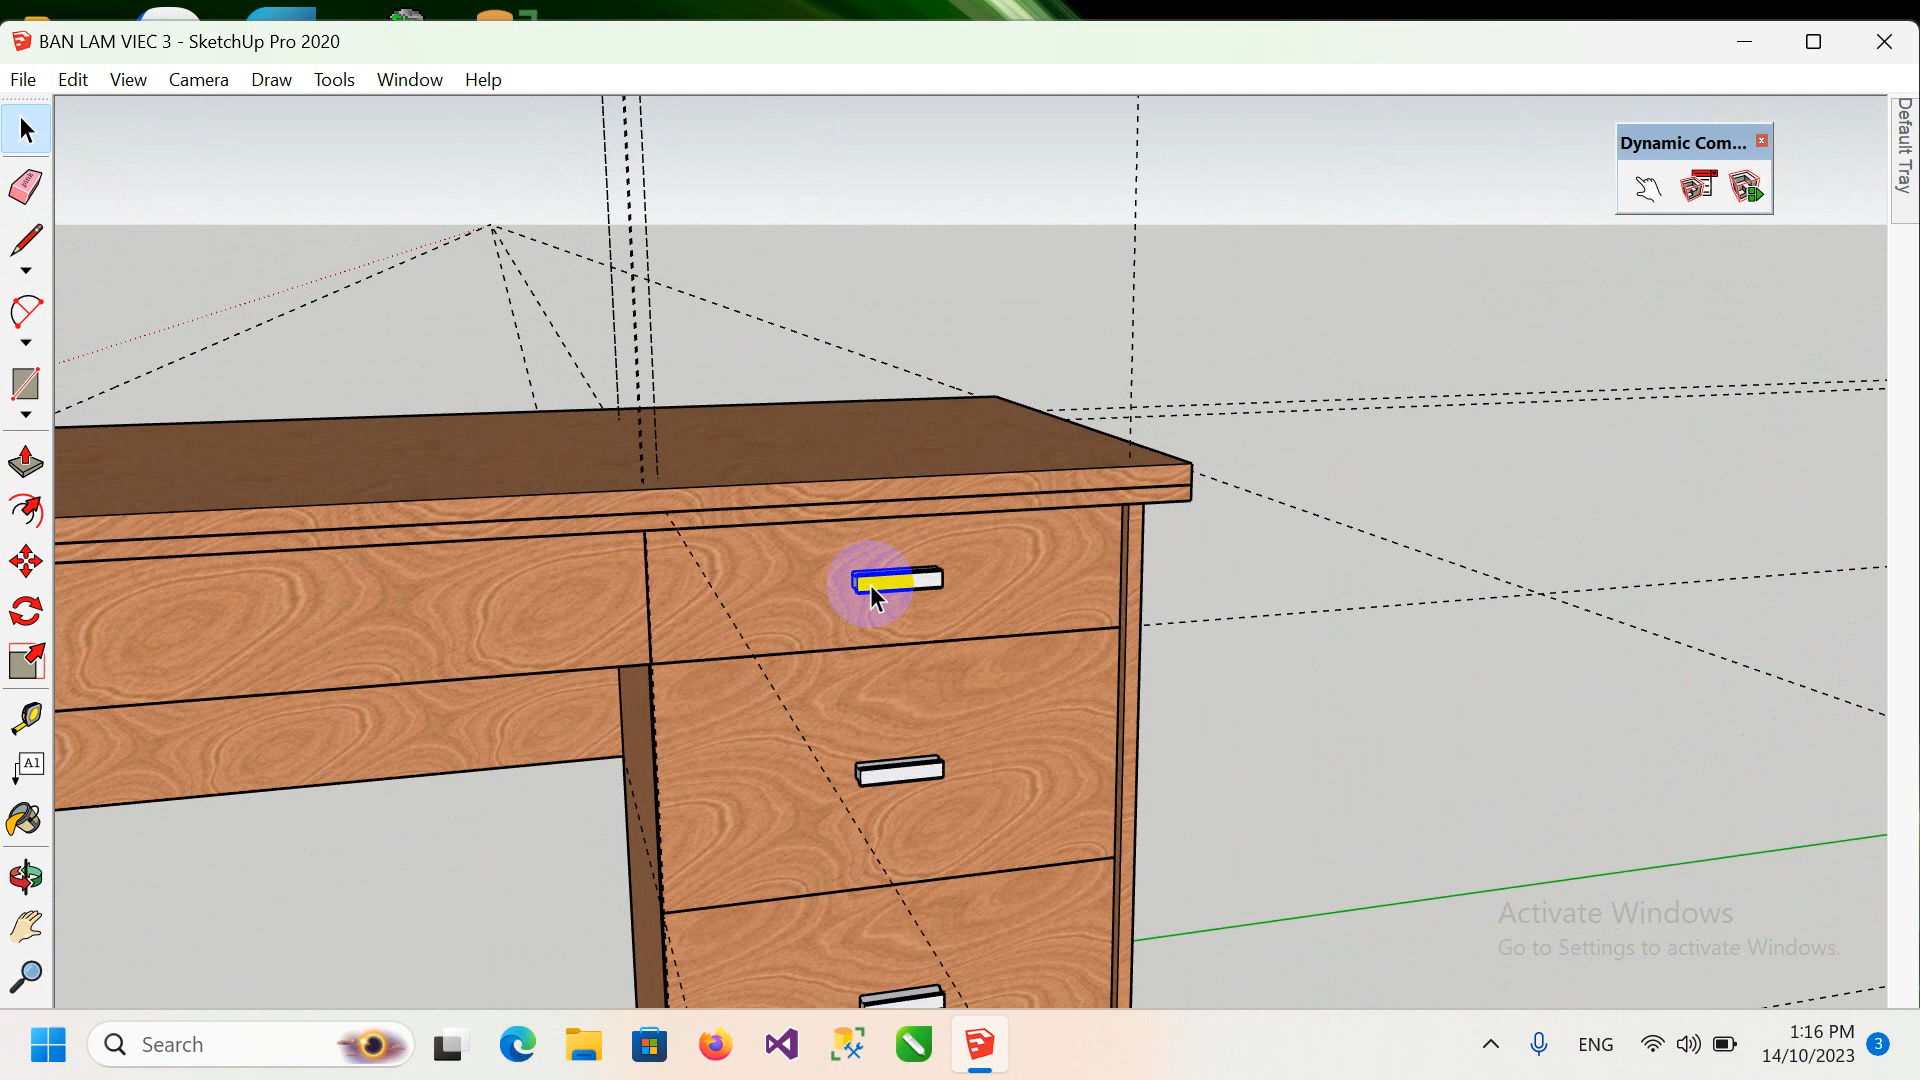 BAN LAM VIEC 3 - SketchUp Pro 2020
File Edit View Camera Draw Tools Window Help
Dynamic Com...
Default Tray
A1
Activate Windows
Go to Settings to activate Windows.
Search
ENG
1:16 PM
14/10/2023
3